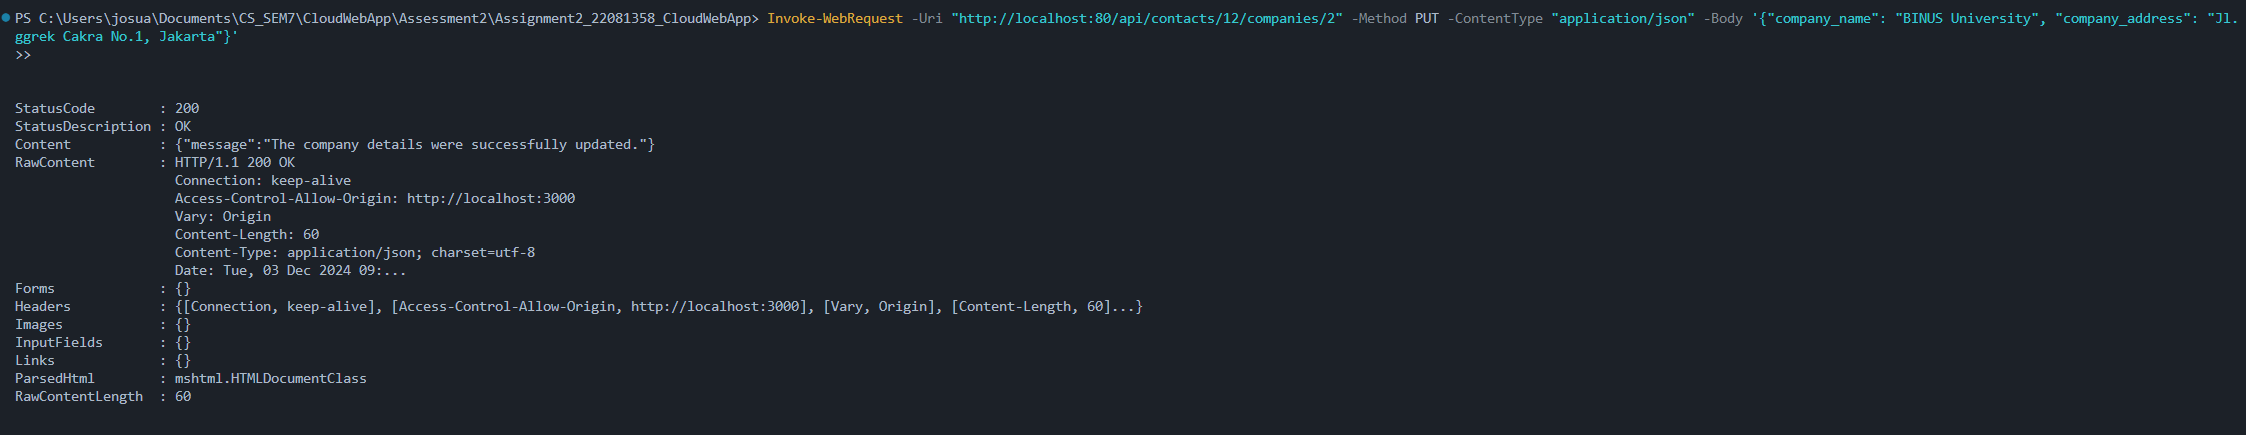 PS C:\Users\josua\Documents\CS_SEM7\CloudWebApp\Assessment2\Assignment2_22081358_CloudWebApp> Invoke-WebRequest -Uri "http://localhost:80/api/contacts/12/companies/2" -Method PUT -ContentType "application/json" -Body '{"company_name": "BINUS University", "company_address": "Jl.
ggrek Cakra No.1, Jakarta"}'
>>
StatusCode        : 200
StatusDescription : OK
Content           : {"message":"The company details were successfully updated."}
RawContent        : HTTP/1.1 200 OK
                    Connection: keep-alive
                    Access-Control-Allow-Origin: http://localhost:3000
                    Vary: Origin
                    Content-Length: 60
                    Content-Type: application/json; charset=utf-8
                    Date: Tue, 03 Dec 2024 09:...
Forms             : {}
Headers           : {[Connection, keep-alive], [Access-Control-Allow-Origin, http://localhost:3000], [Vary, Origin], [Content-Length, 60]...}
Images            : {}
InputFields       : {}
Links             : {}
ParsedHtml        : mshtml.HTMLDocumentClass
RawContentLength  : 60